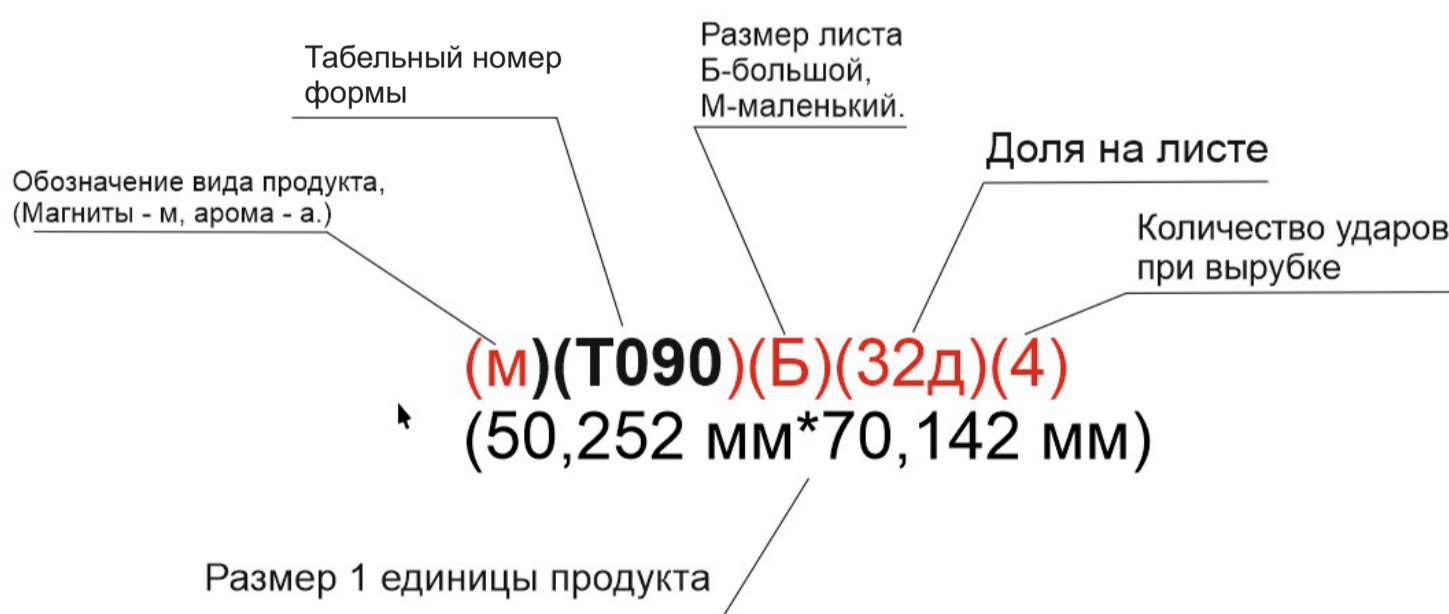 Табельный номер
формы
Размер листа
Б-большой,
М-маленький.
Доля на листе
Обозначение вида продукта,
(Магниты - м, арома - а.)
Количество ударов
при вырубке
(м)(Т090)(Б)(32д)(4)
(50,252 мм*70,142 мм)
Размер 1 единицы продукта